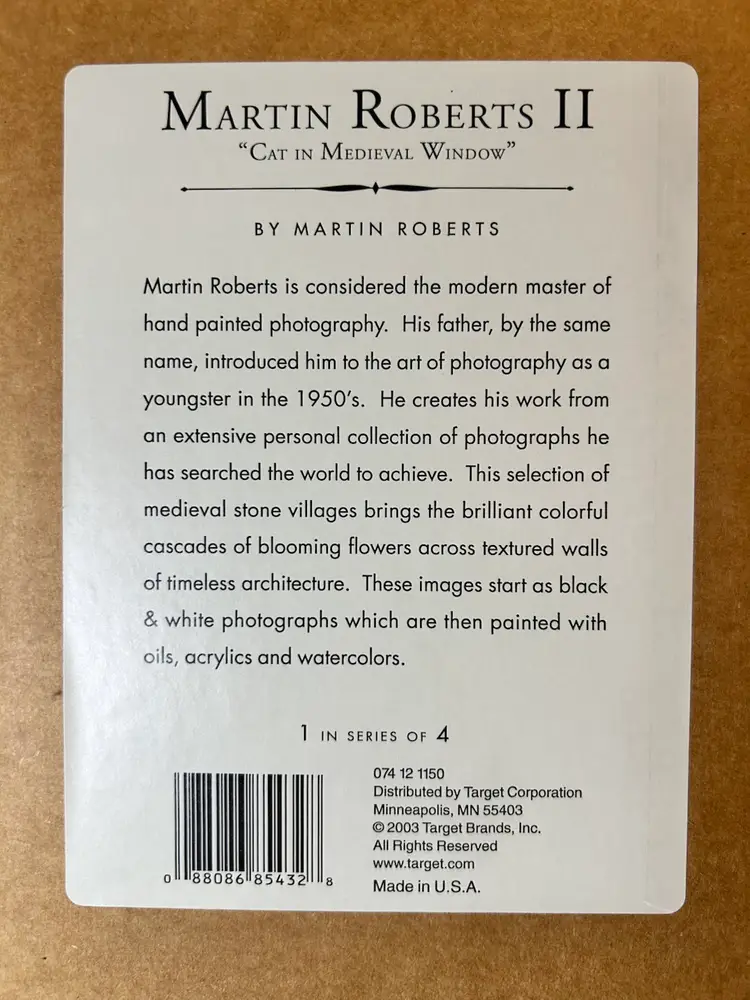 MARTIN ROBERTS II
“CAT IN MEDIEVAL WINDOW”
BY MARTIN ROBERTS
Martin Roberts is considered the modern master of
hand painted photography. His father, by the same
name, introduced him to the art of photography as a
youngster in the 1950’s. He creates his work from
an extensive personal collection of photographs he
has searched the world to achieve. This selection of
medieval stone villages brings the brilliant colorful
cascades of blooming flowers across textured walls
of timeless architecture. These images start as black
& white photographs which are then painted with
oils, acrylics and watercolors.
1 IN SERIES OF 4
074 12 1150
Distributed by Target Corporation
Minneapolis, MN 55403
© 2003 Target Brands, Inc.
All Rights Reserved
www.target.com
Made in U.S.A.
0 88086 85432 8